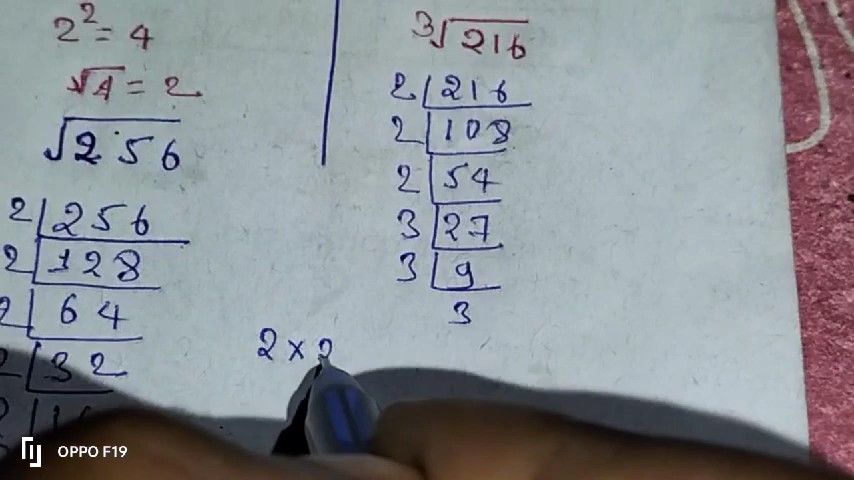 2² = 4
√4 = 2
√256
2 | 256
2 | 128
2 | 64
2 | 32
³√216
2 | 216
2 | 108
2 | 54
3 | 27
3 | 9
3
2 × 2
OPPO F19